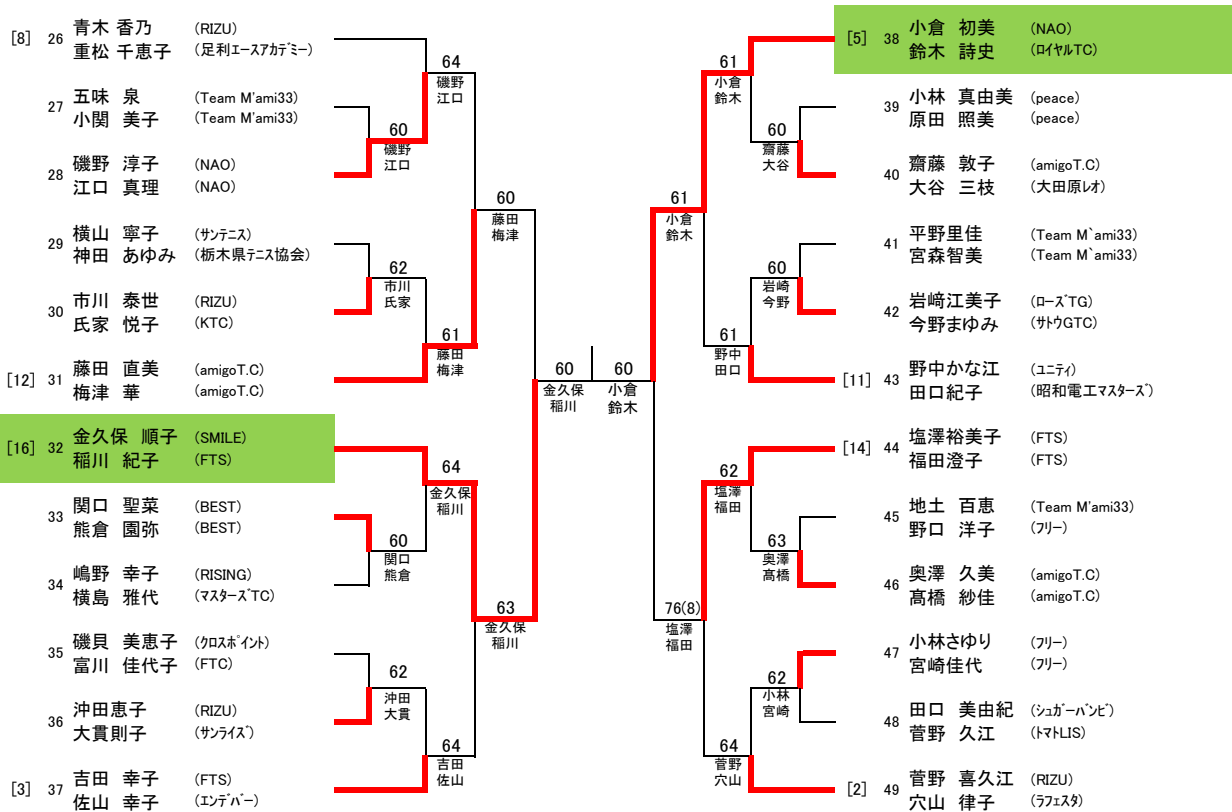 [8] 26 青木 香乃 (RIZU)
重松 千恵子 (足利エースアカデミー)
27 五味 泉 (Team M'ami33)
小関 美子 (Team M'ami33)
28 磯野 淳子 (NAO)
江口 真理 (NAO)
29 横山 寧子 (サンテニス)
神田 あゆみ (栃木県テニス協会)
30 市川 泰世 (RIZU)
氏家 悦子 (KTC)
[12] 31 藤田 直美 (amigoT.C)
梅津 華 (amigoT.C)
[16] 32 金久保 順子 (SMILE)
稲川 紀子 (FTS)
33 関口 聖菜 (BEST)
熊倉 園弥 (BEST)
34 嶋野 幸子 (RISING)
横島 雅代 (マスターズTC)
35 磯貝 美恵子 (クロスポイント)
富川 佳代子 (FTC)
36 沖田恵子 (RIZU)
大貫則子 (サンライズ)
[3] 37 吉田 幸子 (FTS)
佐山 幸子 (エンデバー)
64
磯野
江口
60
磯野
江口
60
藤田
梅津
62
市川
氏家
61
藤田
梅津
60
金久保
稲川
64
金久保
稲川
60
関口
熊倉
63
金久保
稲川
62
沖田
大貫
64
吉田
佐山
60
小倉
鈴木
61
小倉
鈴木
60
齋藤
大谷
61
小倉
鈴木
60
岩崎
今野
61
野中
田口
62
塩澤
福田
63
奥澤
髙橋
76(8)
塩澤
福田
62
小林
宮崎
64
菅野
穴山
[5] 38 小倉 初美 (NAO)
鈴木 詩史 (ロイヤルTC)
39 小林 真由美 (peace)
原田 照美 (peace)
40 齋藤 敦子 (amigoT.C)
大谷 三枝 (大田原レオ)
41 平野里佳 (Team M`ami33)
宮森智美 (Team M`ami33)
42 岩﨑江美子 (ローズTG)
今野まゆみ (サトウGTC)
[11] 43 野中かな江 (ユニティ)
田口紀子 (昭和電工マスターズ)
[14] 44 塩澤裕美子 (FTS)
福田澄子 (FTS)
45 地土 百恵 (Team M'ami33)
野口 洋子 (フリー)
46 奥澤 久美 (amigoT.C)
髙橋 紗佳 (amigoT.C)
47 小林さゆり (フリー)
宮崎佳代 (フリー)
48 田口 美由紀 (シュガーバンビ)
菅野 久江 (トマトLIS)
[2] 49 菅野 喜久江 (RIZU)
穴山 律子 (ラフェスタ)